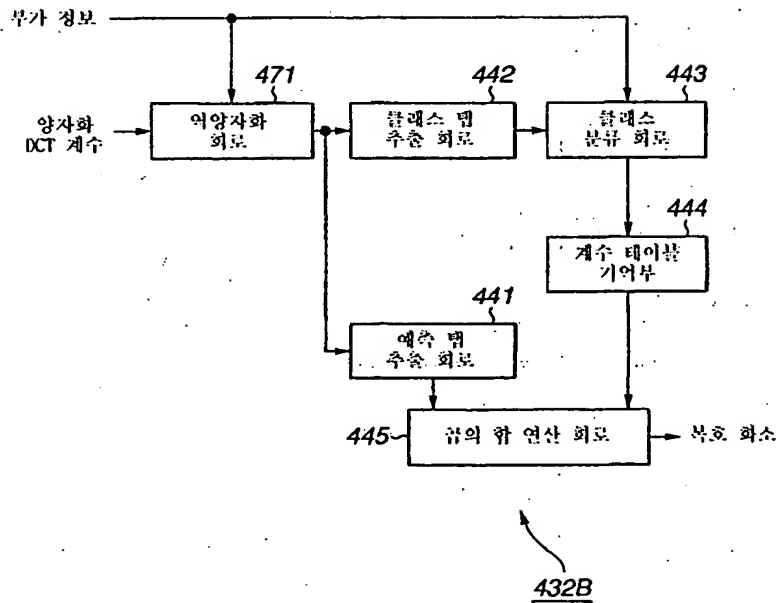 부가 정보
471
442
443
양자화
DCT 계수
역양자화
회로
클래스 탭
추출 회로
클래스
분류 회로
444
계수 테이블
기억부
441
예측 탭
추출 회로
445
곱의 합 연산 회로
복호 화소
432B